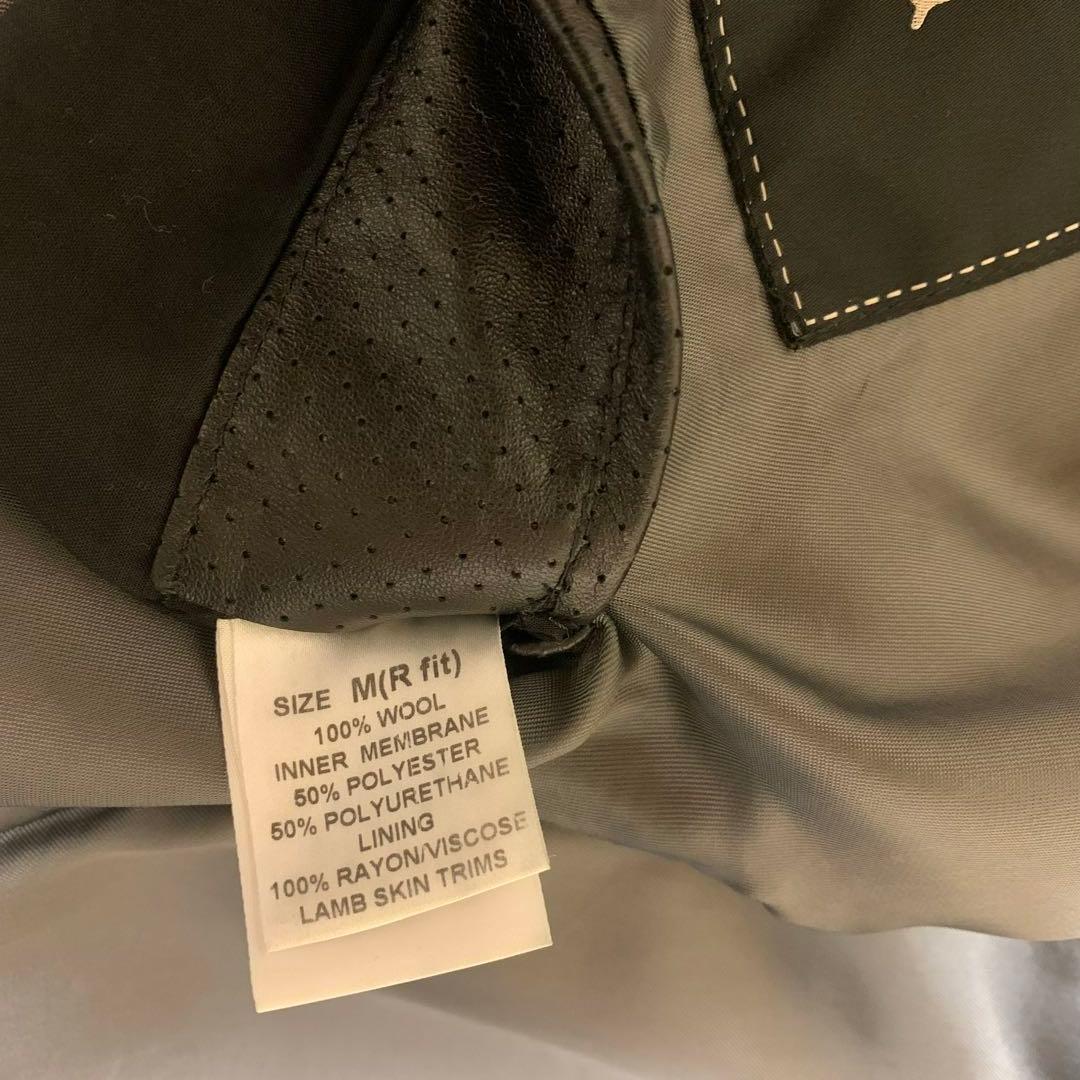 SIZE M(R fit)
100% WOOL
INNER MEMBRANE
50% POLYESTER
50% POLYURETHANE
LINING
100% RAYON/VISCOSE
LAMB SKIN TRIMS